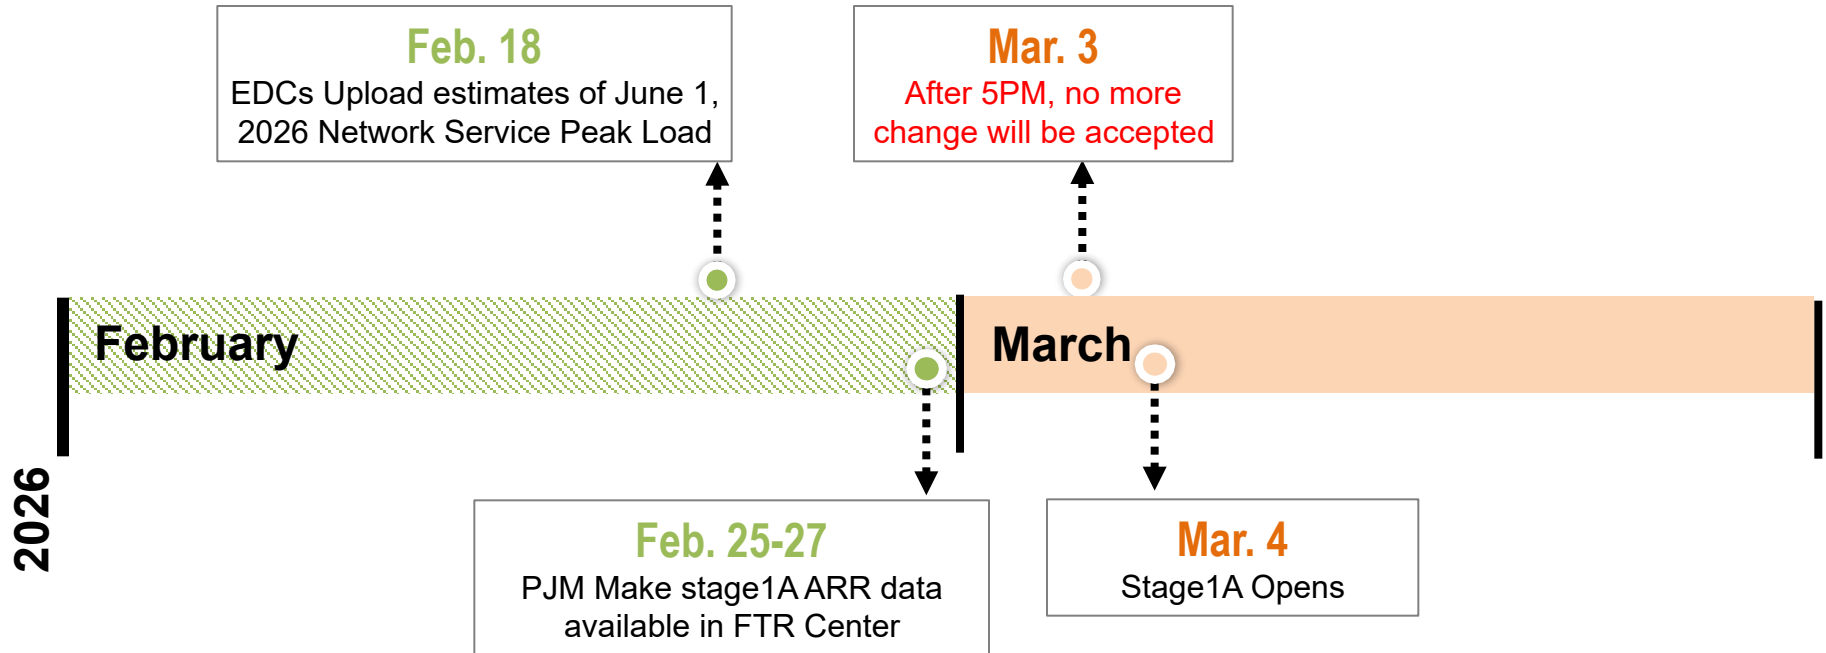 Feb. 18
EDCs Upload estimates of June 1,
2026 Network Service Peak Load
Mar. 3
After 5PM, no more
change will be accepted
February
March
2026
Feb. 25-27
PJM Make stage1A ARR data
available in FTR Center
Mar. 4
Stage1A Opens